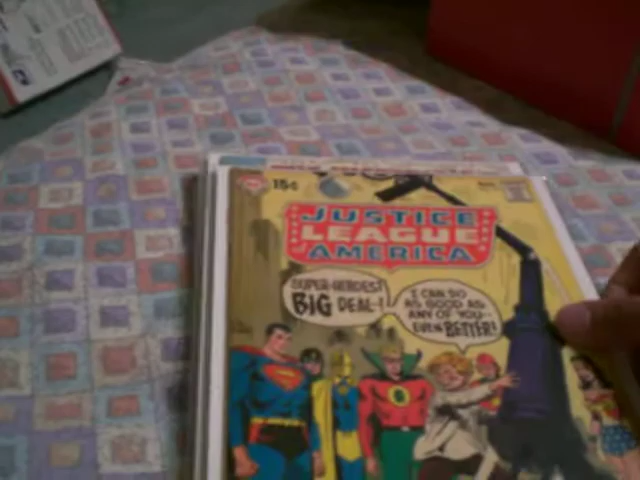 15¢
JUSTICE
LEAGUE
OF AMERICA
SUPER-HEROES?
BIG DEAL--!
I CAN DO
AS GOOD AS
ANY OF YOU--
EVEN BETTER!